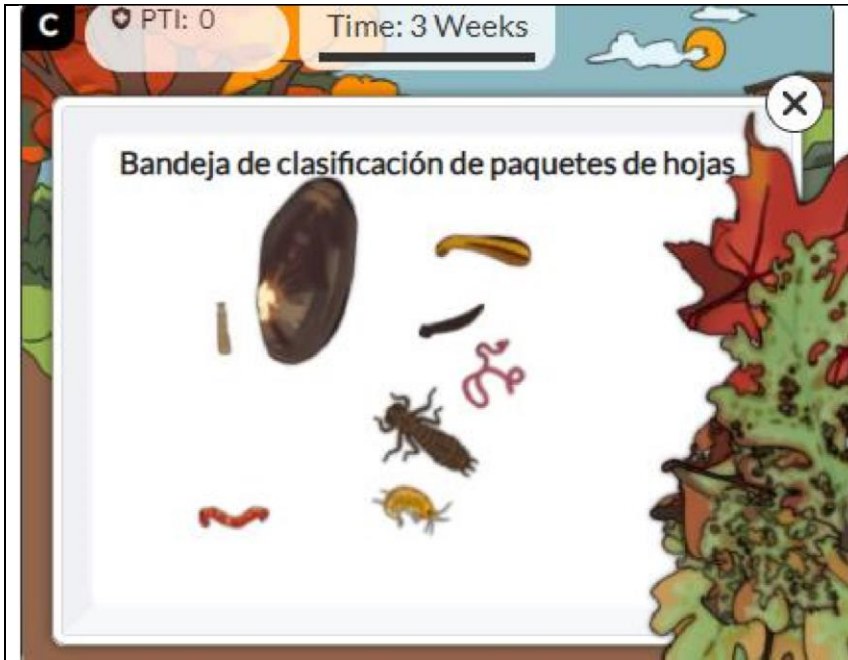 C
PTI: 0
Time: 3 Weeks
Bandeja de clasificación de paquetes de hojas